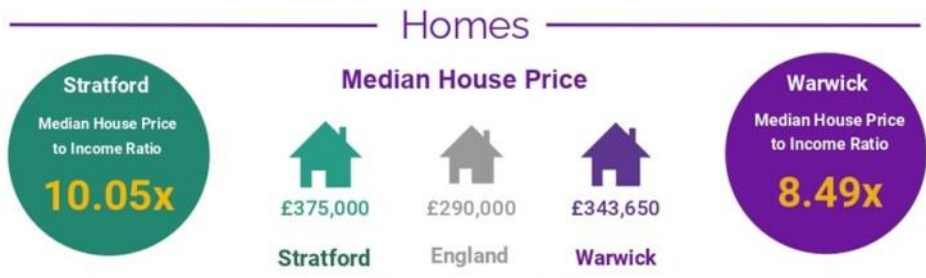 Homes
Stratford
Median House Price
to Income Ratio
10.05x
Median House Price
£375,000
£290,000
£343,650
Stratford
England
Warwick
Warwick
Median House Price
to Income Ratio
8.49x